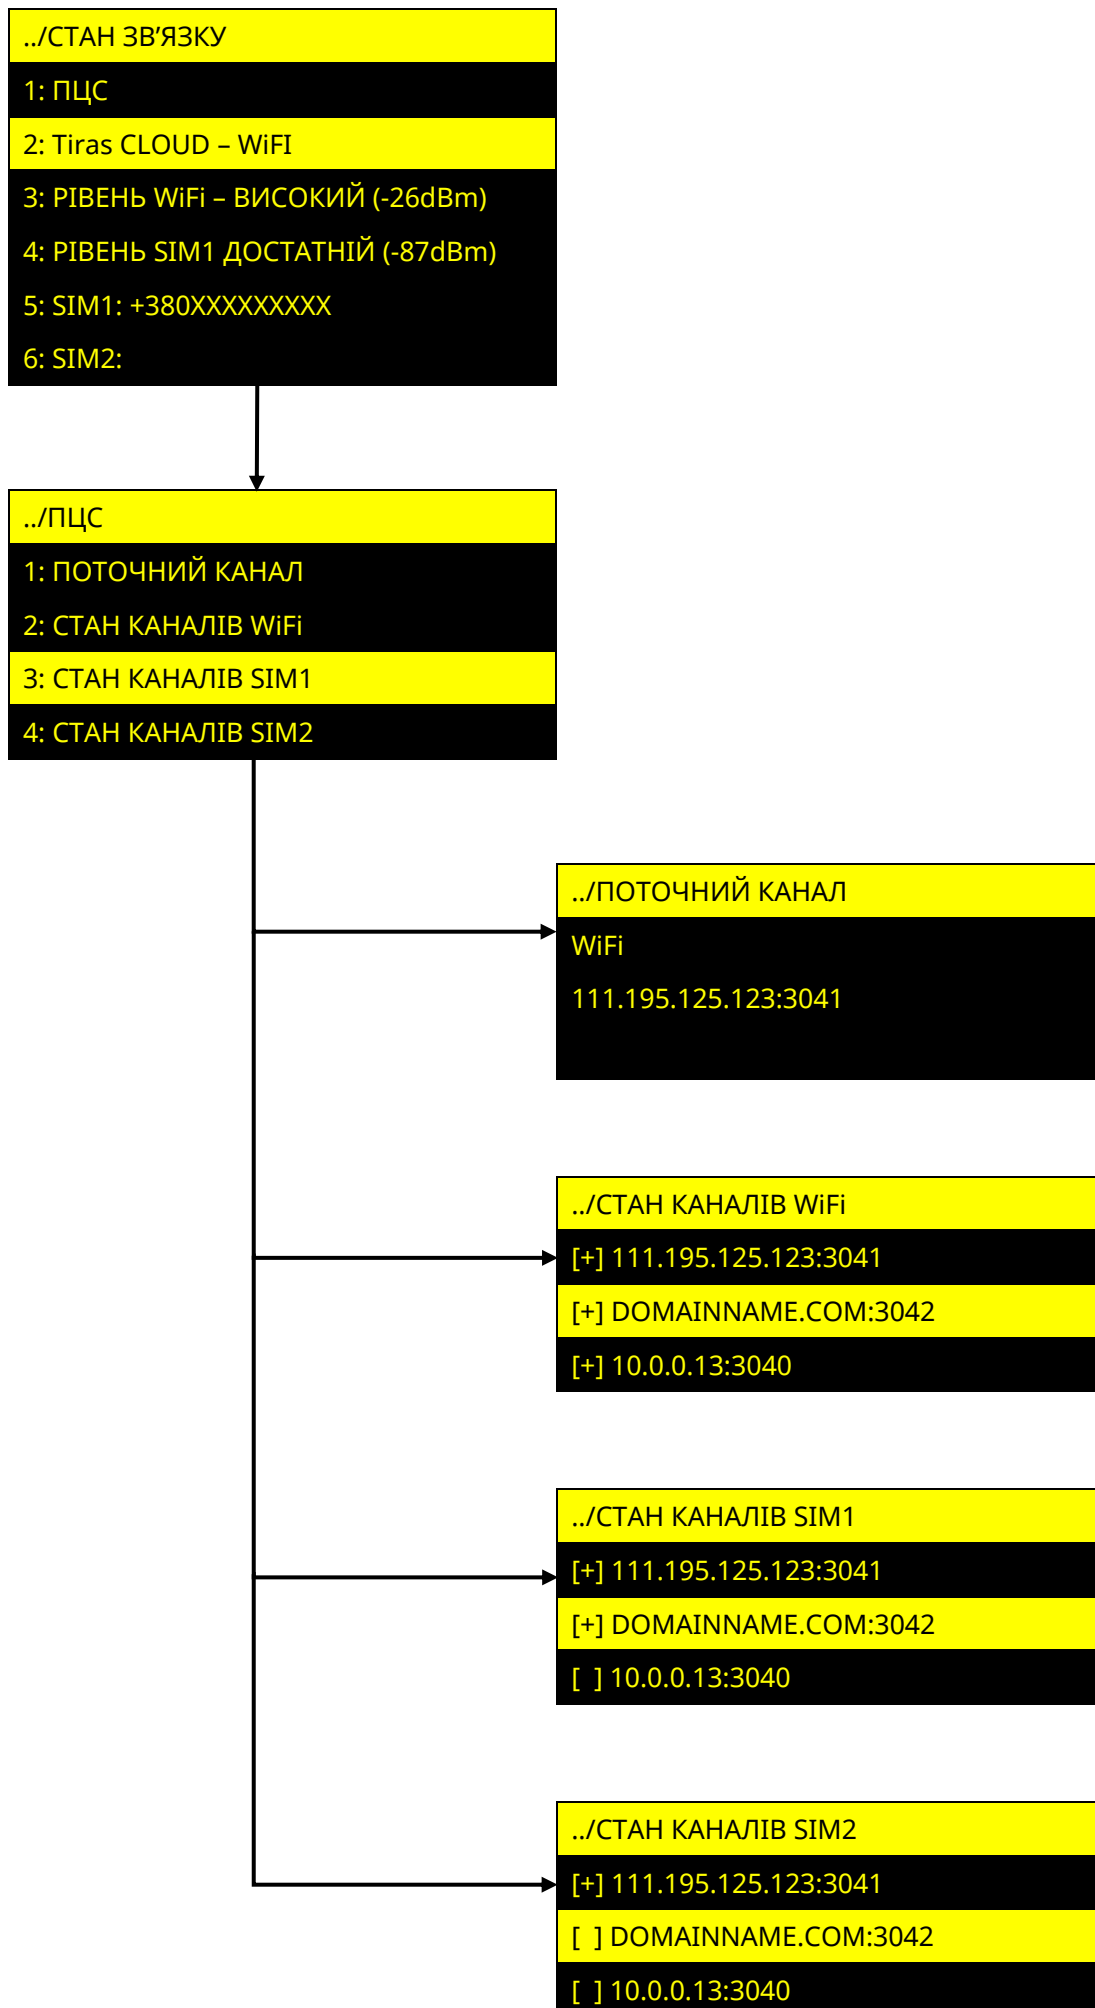 ../СТАН ЗВ’ЯЗКУ
1: ПЦС
2: Tiras CLOUD – WiFI
3: РІВЕНЬ WiFi – ВИСОКИЙ (-26dBm)
4: РІВЕНЬ SIM1 ДОСТАТНІЙ (-87dBm)
5: SIM1: +380XXXXXXXXX
6: SIM2:
../ПЦС
1: ПОТОЧНИЙ КАНАЛ
2: СТАН КАНАЛІВ WiFi
3: СТАН КАНАЛІВ SIM1
4: СТАН КАНАЛІВ SIM2
../ПОТОЧНИЙ КАНАЛ
WiFi
111.195.125.123:3041
../СТАН КАНАЛІВ WiFi
[+] 111.195.125.123:3041
[+] DOMAINNAME.COM:3042
[+] 10.0.0.13:3040
../СТАН КАНАЛІВ SIM1
[+] 111.195.125.123:3041
[+] DOMAINNAME.COM:3042
[  ] 10.0.0.13:3040
../СТАН КАНАЛІВ SIM2
[+] 111.195.125.123:3041
[  ] DOMAINNAME.COM:3042
[  ] 10.0.0.13:3040